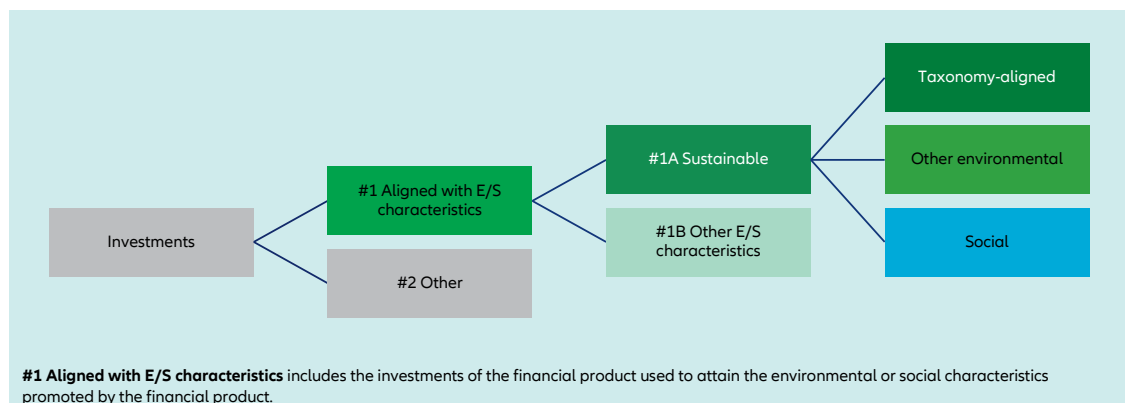 Taxonomy-aligned
#1A Sustainable
Other environmental
#1 Aligned with E/S
characteristics
Investments
#1B Other E/S
characteristics
Social
#2 Other
#1 Aligned with E/S characteristics includes the investments of the financial product used to attain the environmental or social characteristics
promoted by the financial product.